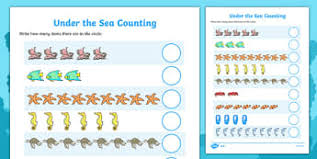 Under the Sea Counting
Write how many items there are in the circle.
Under the Sea Counting